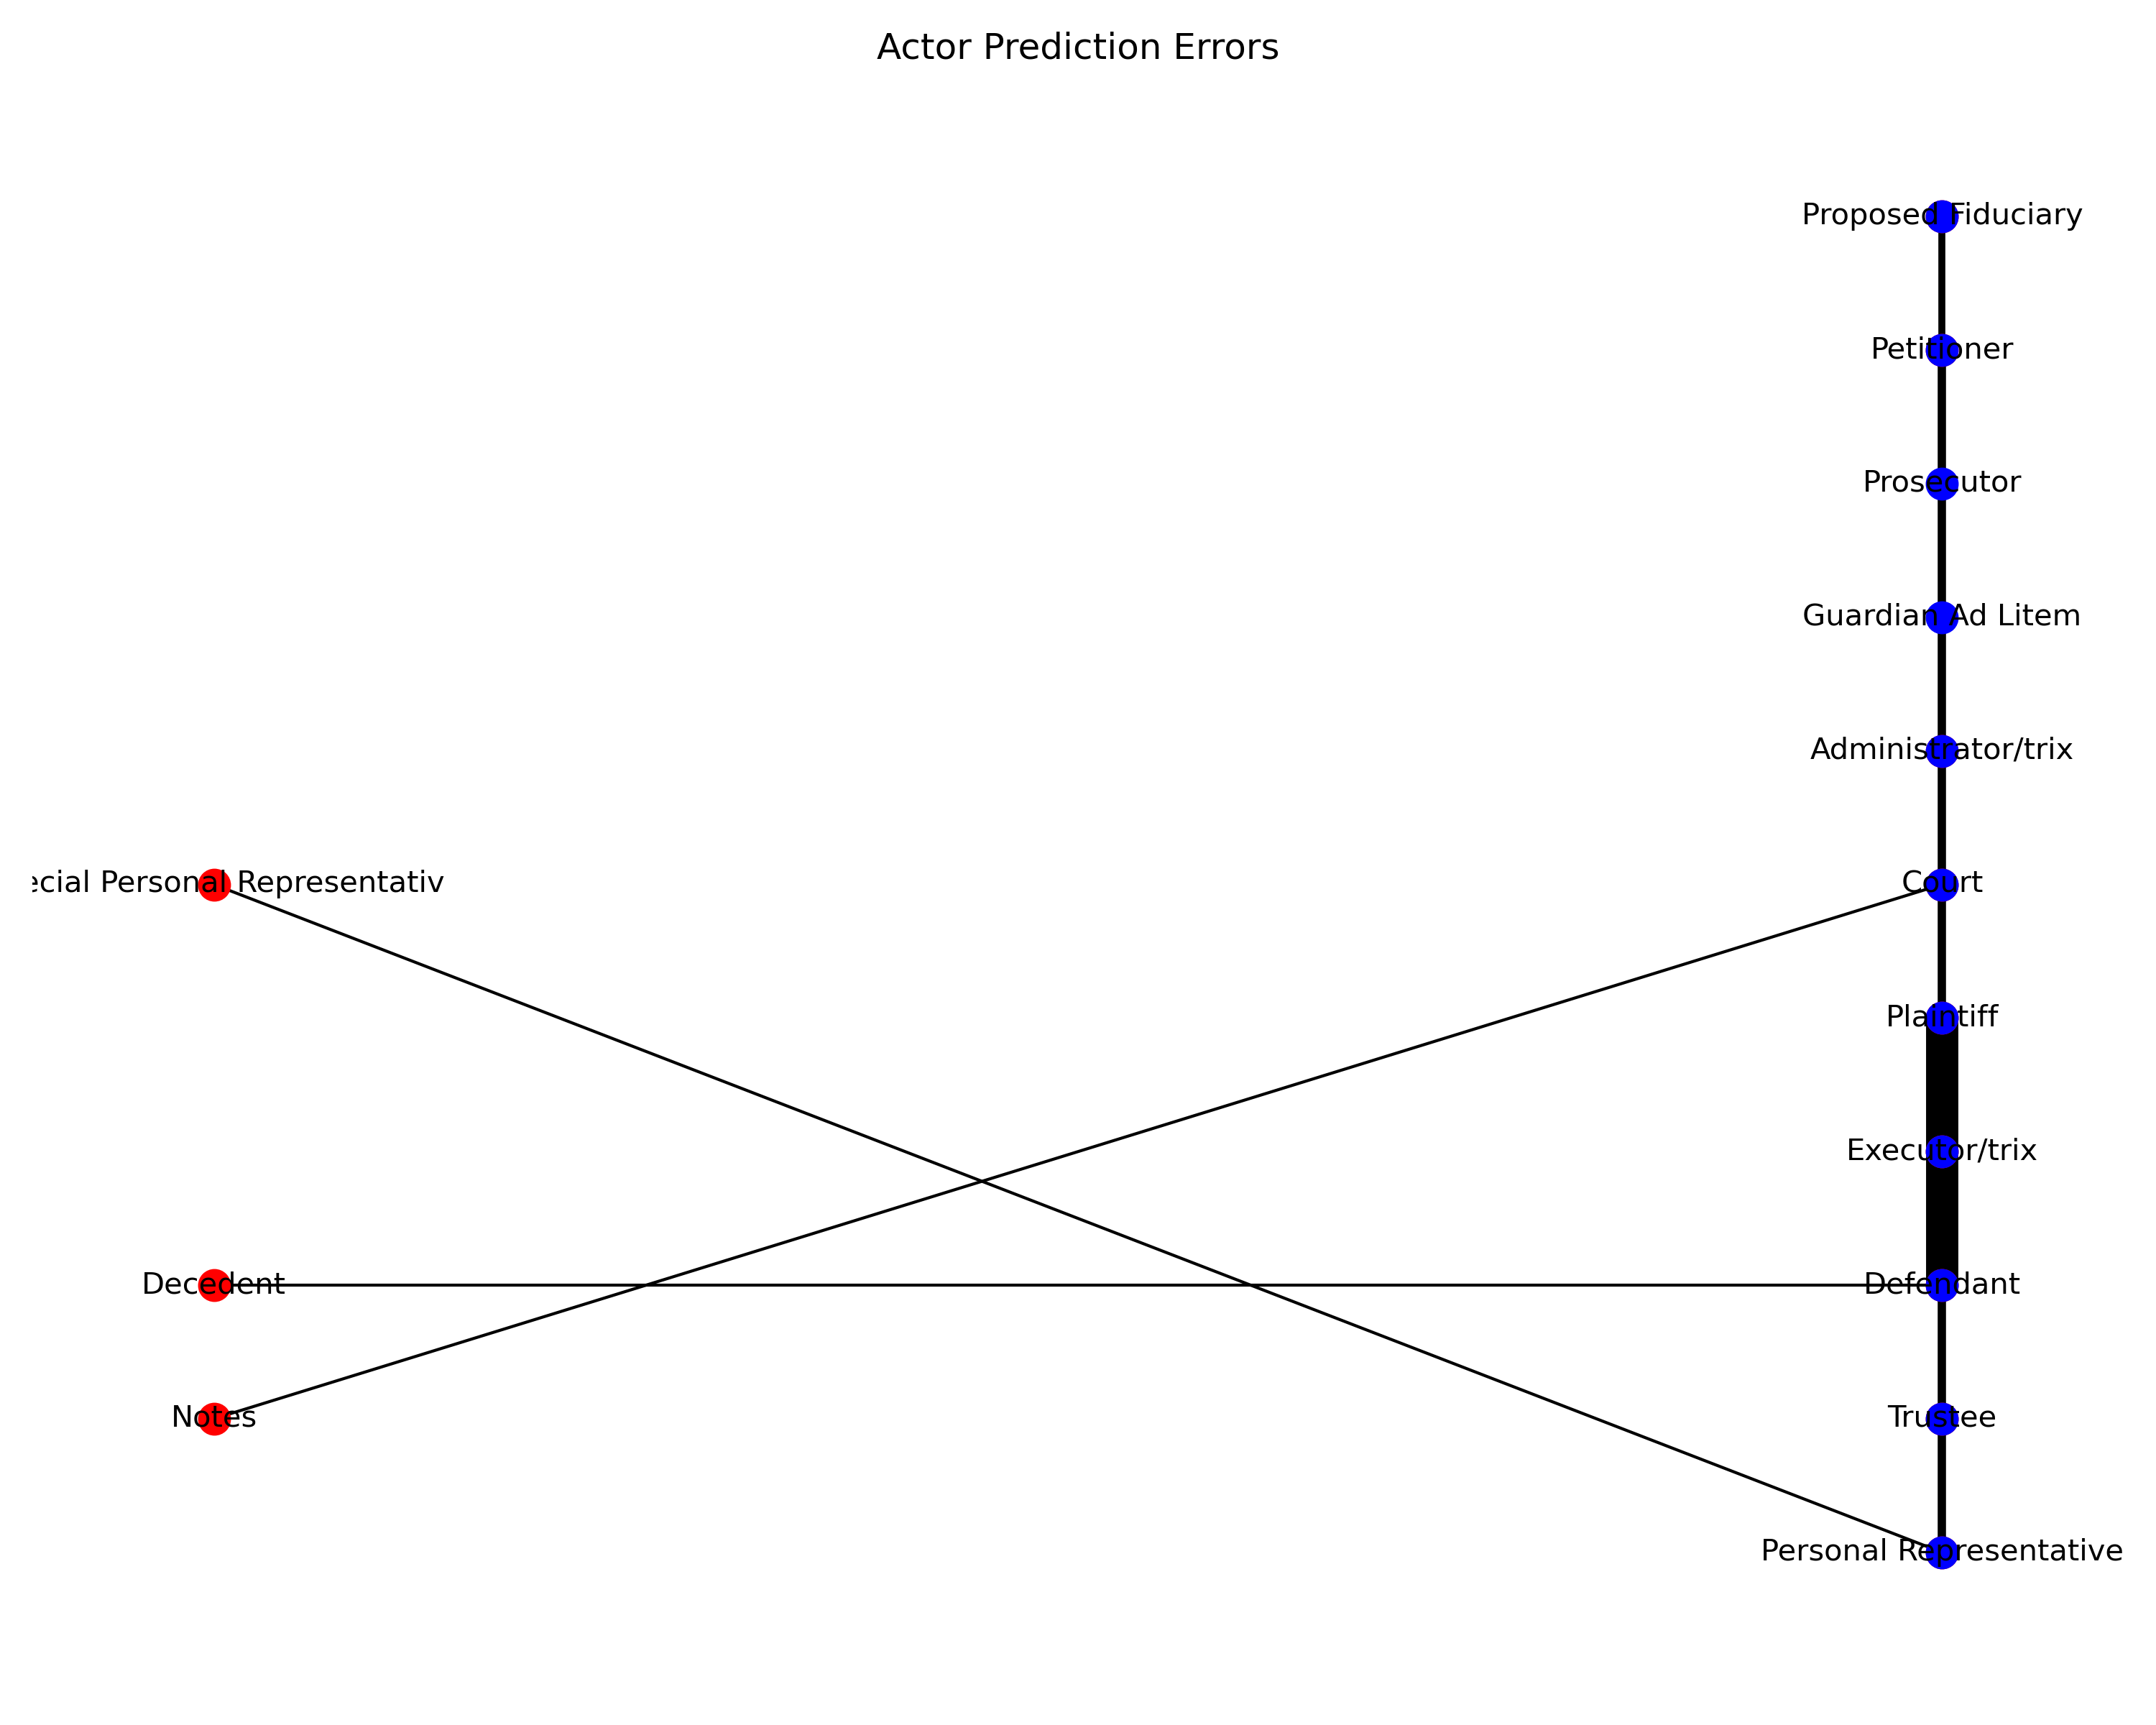 Actor Prediction Errors
Proposed Fiduciary
Petitioner
Prosecutor
Guardian Ad Litem
Administrator/trix
ecial Personal Representativ
Court
Plaintiff
Executor/trix
Decedent
Defendant
Notes
Trustee
Personal Representative